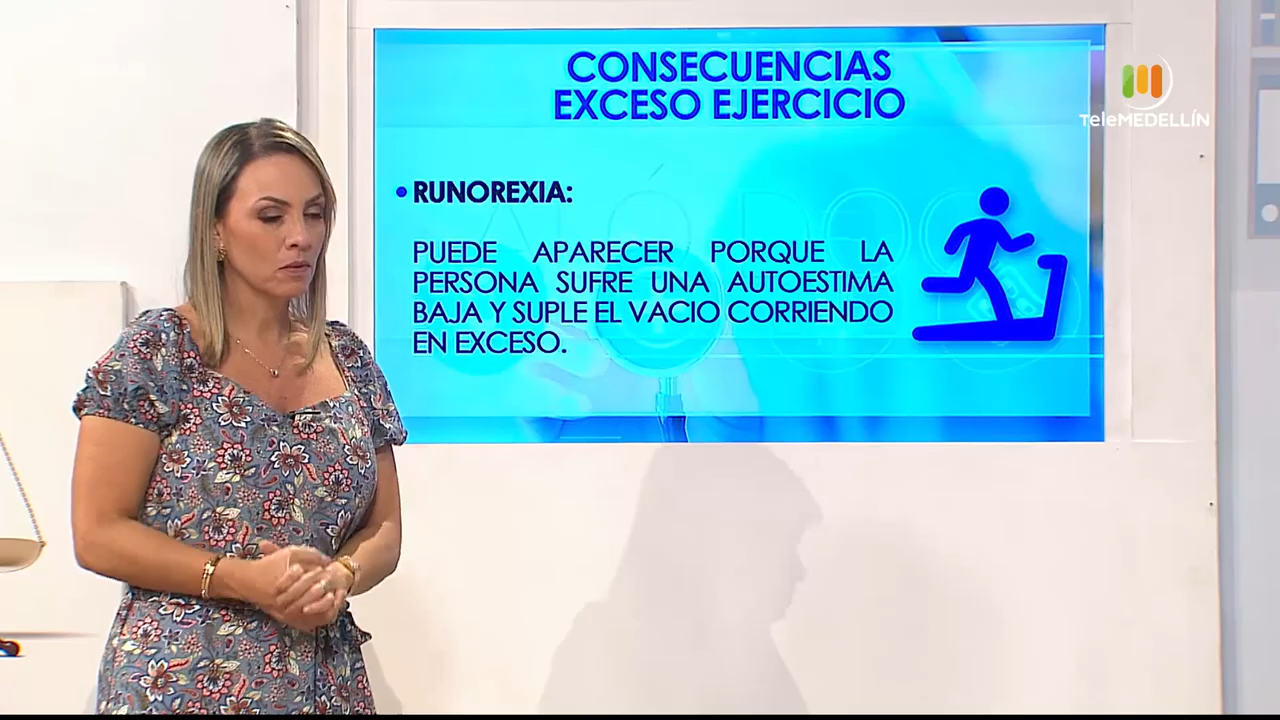 CONSECUENCIAS
EXCESO EJERCICIO
TeleMEDELLÍN
• RUNOREXIA:
PUEDE APARECER PORQUE LA
PERSONA SUFRE UNA AUTOESTIMA
BAJA Y SUPLE EL VACIO CORRIENDO
EN EXCESO.